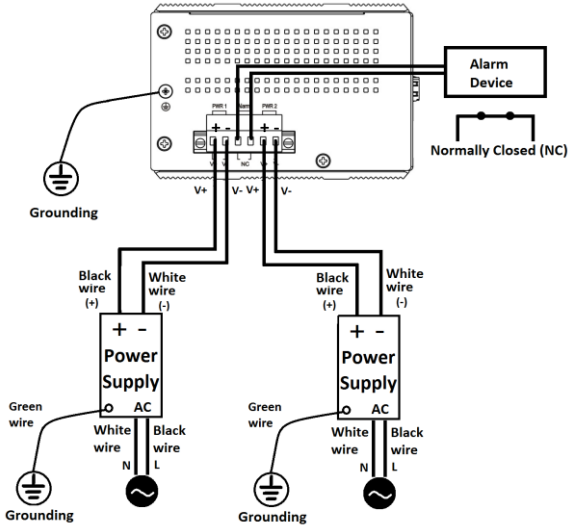 Alarm
Device
Normally Closed (NC)
PWR 1
PWR 2
+ -
+ -
NC
Grounding
V+
V- V+
V-
Black
wire
(+)
White
wire
(-)
Black
wire
(+)
White
wire
(-)
+ -
Power
Supply
AC
+ -
Power
Supply
AC
Green
wire
White
wire
Black
wire
N
L
Green
wire
White
wire
Black
wire
N
L
Grounding
Grounding